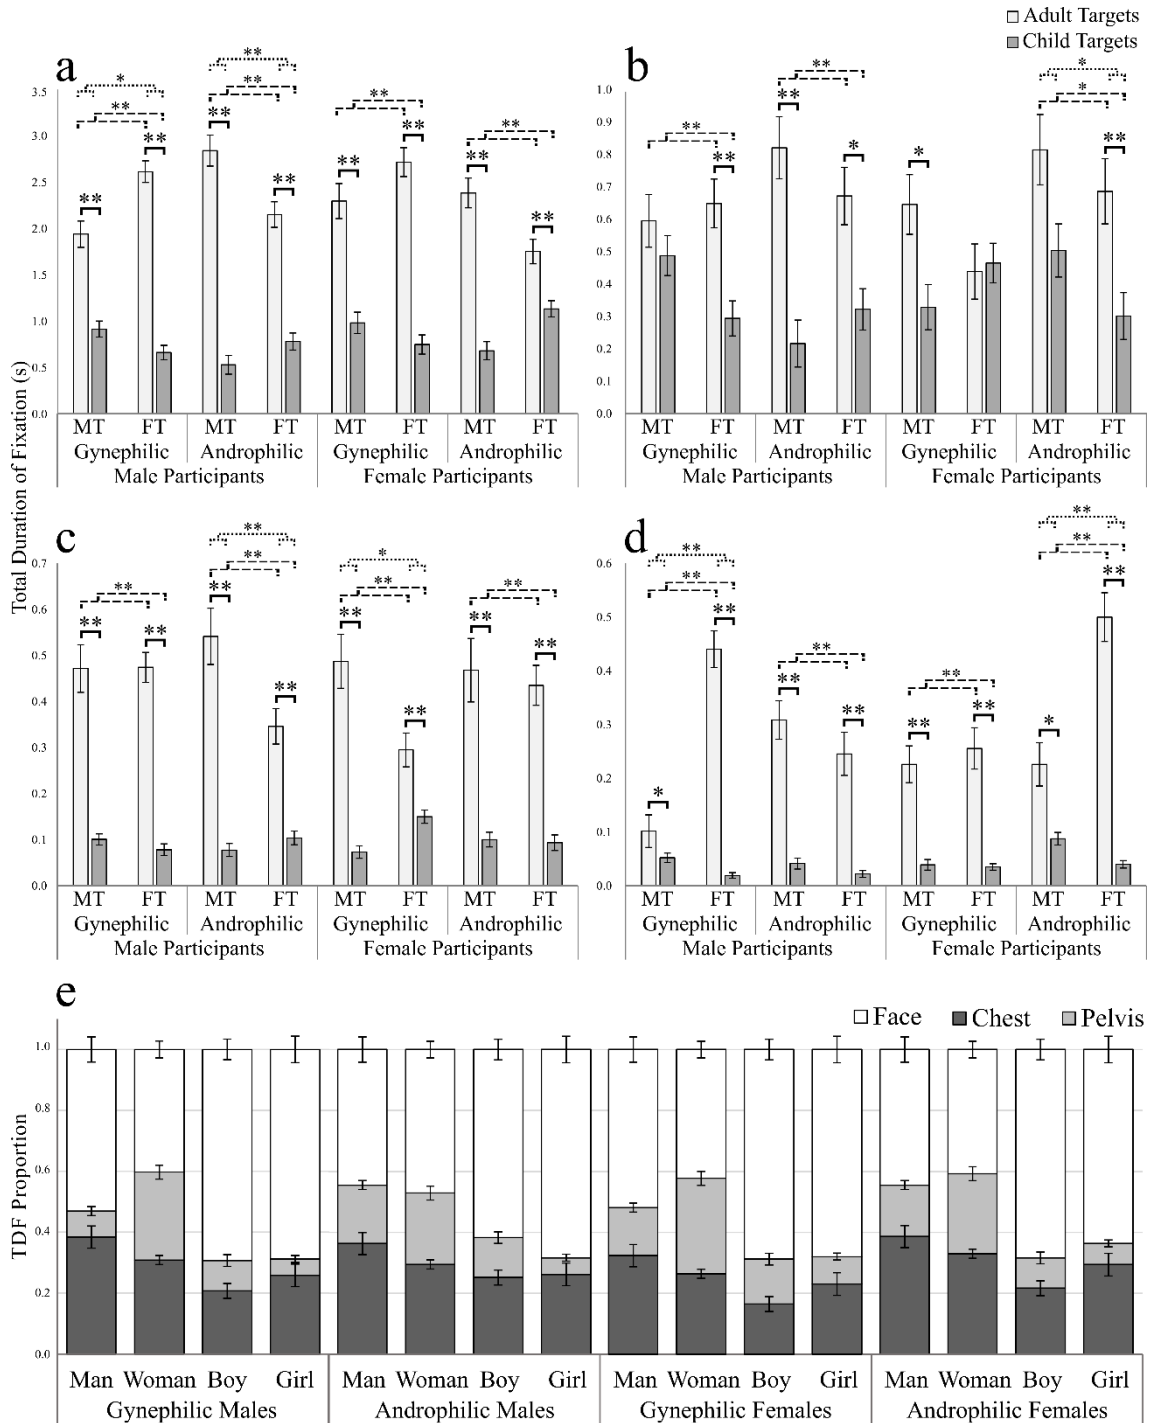 Adult Targets
Child Targets
a
b
** **
* ** ** ** *
** ** ** ** ** *
** ** ** ** ** **
** ** ** ** * * **
3.5
3.0
2.5
2.0
1.5
1.0
0.5
0.0
1.0
0.9
0.8
0.7
0.6
0.5
0.4
0.3
0.2
0.1
0.0
MT FT MT FT MT FT MT FT
Gynephilic Androphilic Gynephilic Androphilic
Male Participants Female Participants
MT FT MT FT MT FT MT FT
Gynephilic Androphilic Gynephilic Androphilic
Male Participants Female Participants
Total Duration of Fixation (s)
c
d
** * ** **
** ** ** ** ** ** ** **
** ** ** ** ** ** ** **
** ** * ** ** ** ** * **
0.7
0.6
0.5
0.4
0.3
0.2
0.1
0.0
0.6
0.5
0.4
0.3
0.2
0.1
0.0
MT FT MT FT MT FT MT FT
Gynephilic Androphilic Gynephilic Androphilic
Male Participants Female Participants
MT FT MT FT MT FT MT FT
Gynephilic Androphilic Gynephilic Androphilic
Male Participants Female Participants
e
Face Chest Pelvis
TDF Proportion
1.0
0.8
0.6
0.4
0.2
0.0
Man Woman Boy Girl Man Woman Boy Girl Man Woman Boy Girl Man Woman Boy Girl
Gynephilic Males Androphilic Males Gynephilic Females Androphilic Females